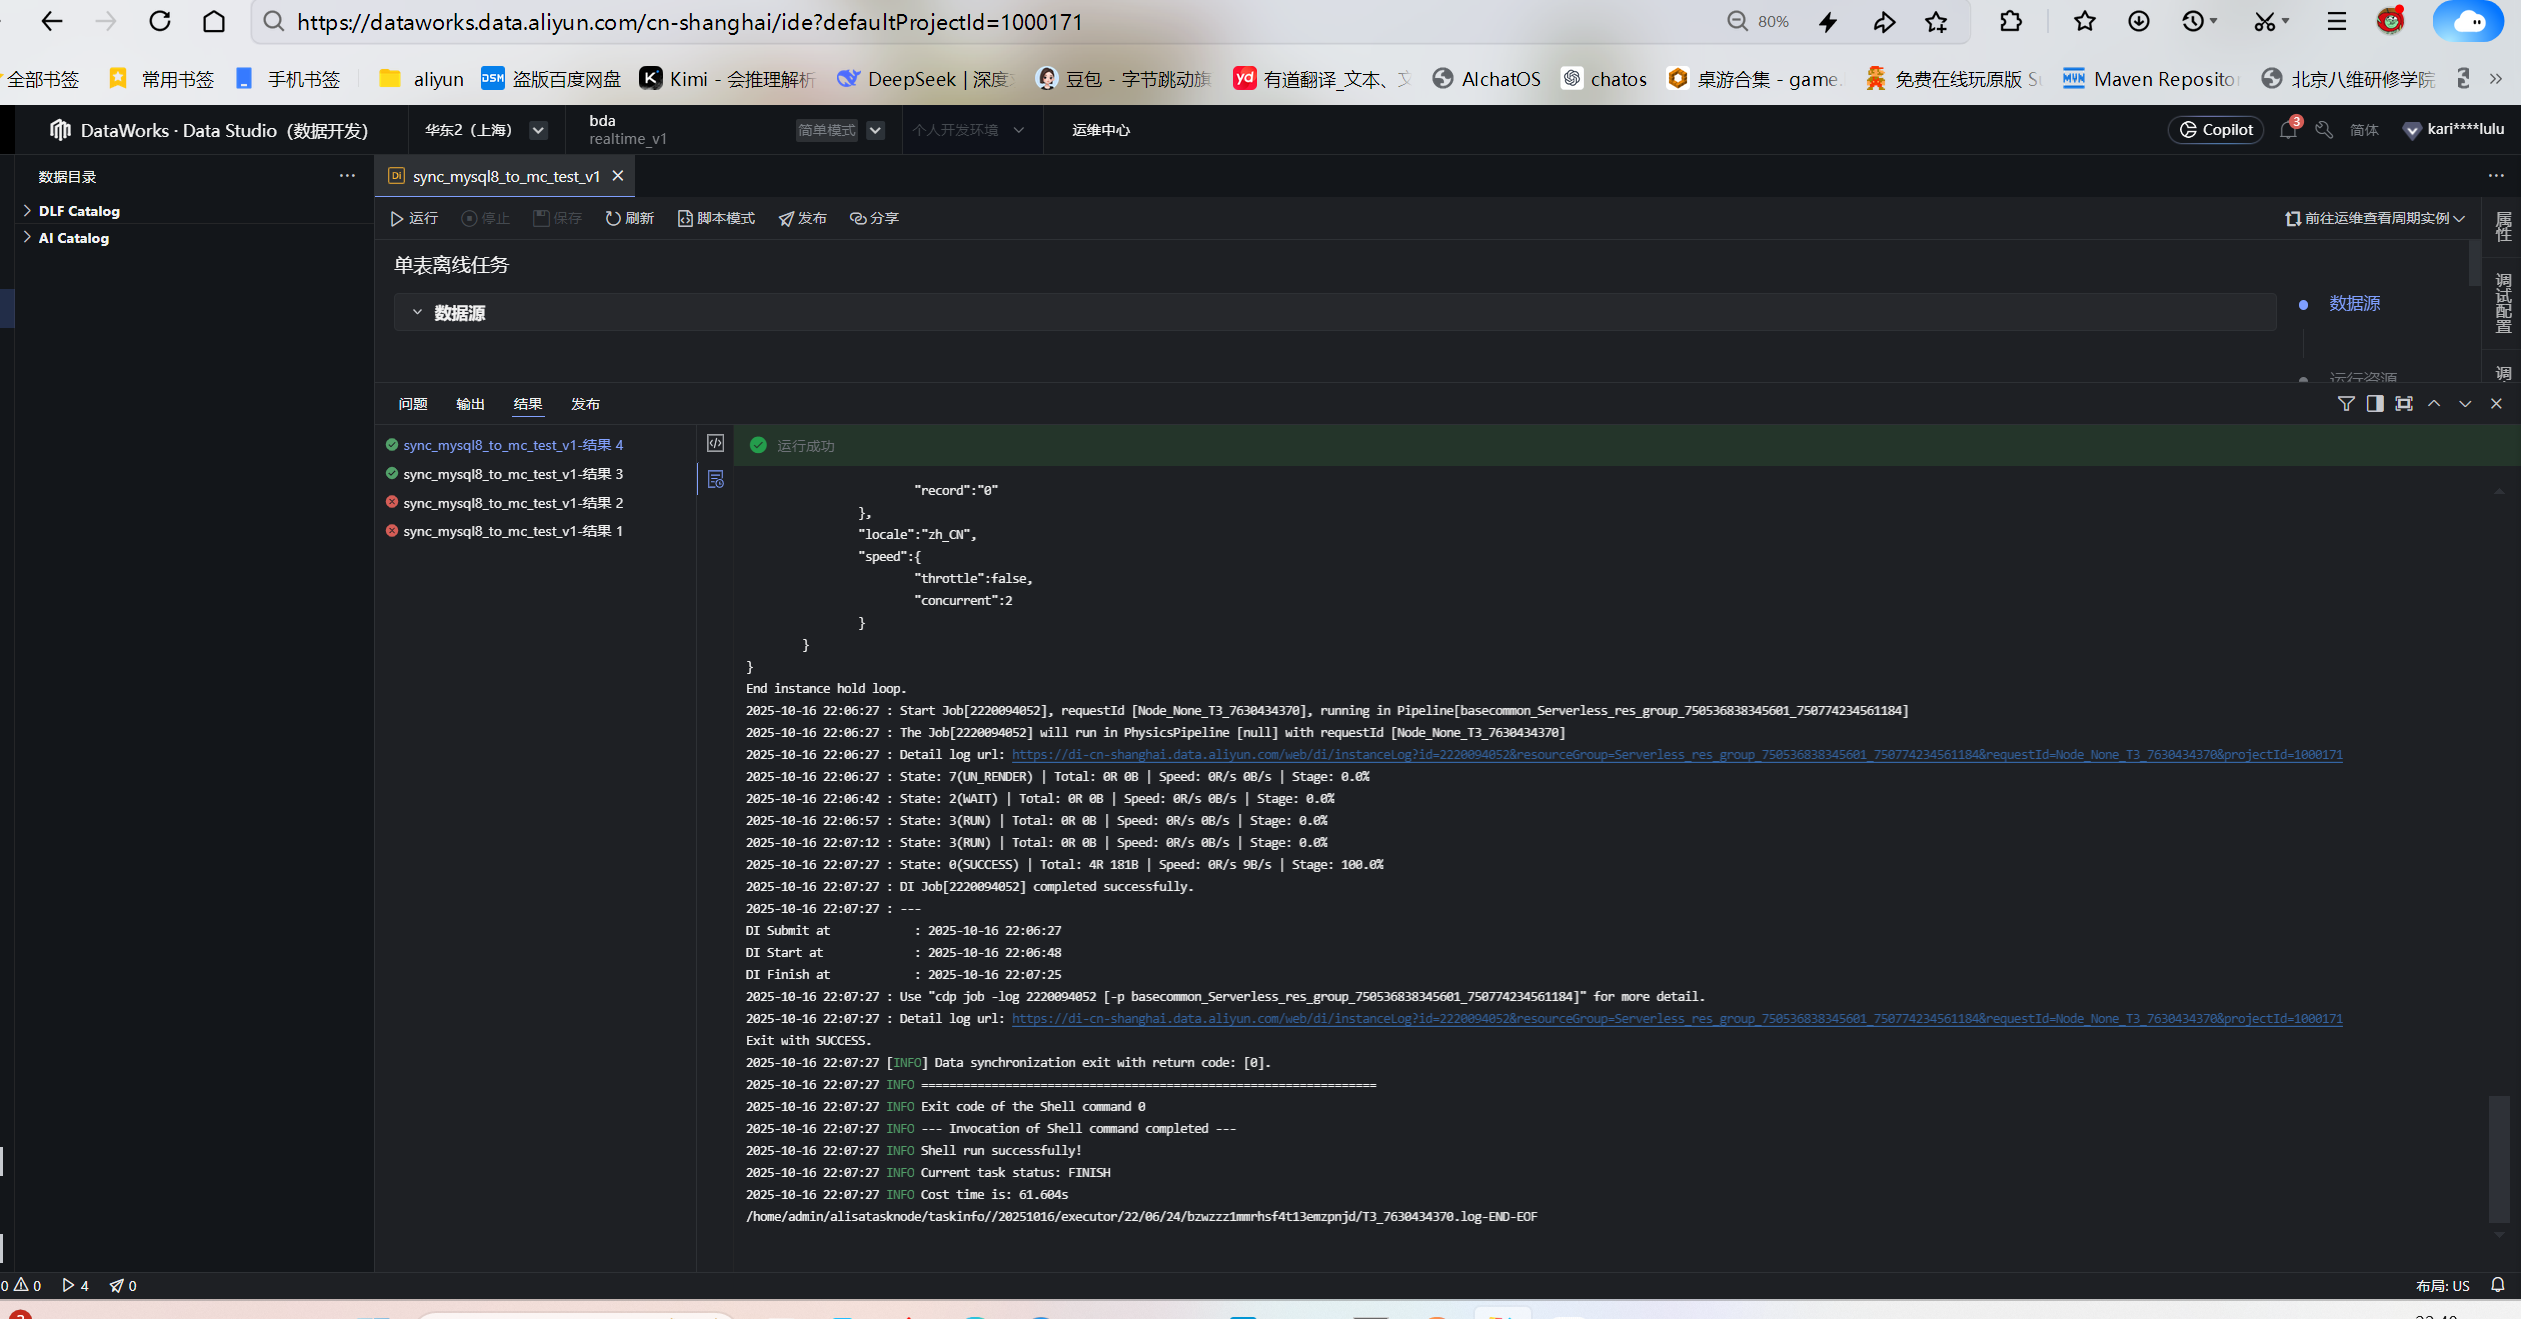 https://dataworks.data.aliyun.com/cn-shanghai/ide?defaultProjectId=1000171
80%
全部书签
常用书签
手机书签
aliyun
盗版百度网盘
Kimi - 会推理解析
DeepSeek | 深度
豆包 - 字节跳动旗
有道翻译_文本、
AIchatOS
chatos
桌游合集 - game.
免费在线玩原版
Maven Reposito
北京八维研修学院
DataWorks · Data Studio（数据开发）
华东2（上海）
bda
realtime_v1
简单模式
个人开发环境
运维中心
Copilot
3
简体
kari****lulu
数据目录
DLF Catalog
AI Catalog
Di sync_mysql8_to_mc_test_v1
运行
停止
保存
刷新
脚本模式
发布
分享
前往运维查看周期实例
属性
调试配置
调
单表离线任务
数据源
数据源
运行资源
问题
输出
结果
发布
sync_mysql8_to_mc_test_v1-结果 4
sync_mysql8_to_mc_test_v1-结果 3
sync_mysql8_to_mc_test_v1-结果 2
sync_mysql8_to_mc_test_v1-结果 1
运行成功
"record":"0"
},
"locale":"zh_CN",
"speed":{
"throttle":false,
"concurrent":2
}
}
}
End instance hold loop.
2025-10-16 22:06:27 : Start Job[2220094052], requestId [Node_None_T3_7630434370], running in Pipeline[basecommon_Serverless_res_group_750536838345601_750774234561184]
2025-10-16 22:06:27 : The Job[2220094052] will run in PhysicsPipeline [null] with requestId [Node_None_T3_7630434370]
2025-10-16 22:06:27 : Detail log url: https://di-cn-shanghai.data.aliyun.com/web/di/instanceLog?id=2220094052&resourceGroup=Serverless_res_group_750536838345601_750774234561184&requestId=Node_None_T3_7630434370&projectId=1000171
2025-10-16 22:06:27 : State: 7(UN_RENDER) | Total: 0R 0B | Speed: 0R/s 0B/s | Stage: 0.0%
2025-10-16 22:06:42 : State: 2(WAIT) | Total: 0R 0B | Speed: 0R/s 0B/s | Stage: 0.0%
2025-10-16 22:06:57 : State: 3(RUN) | Total: 0R 0B | Speed: 0R/s 0B/s | Stage: 0.0%
2025-10-16 22:07:12 : State: 3(RUN) | Total: 0R 0B | Speed: 0R/s 0B/s | Stage: 0.0%
2025-10-16 22:07:27 : State: 0(SUCCESS) | Total: 4R 181B | Speed: 0R/s 9B/s | Stage: 100.0%
2025-10-16 22:07:27 : DI Job[2220094052] completed successfully.
2025-10-16 22:07:27 : ---
DI Submit at : 2025-10-16 22:06:27
DI Start at : 2025-10-16 22:06:48
DI Finish at : 2025-10-16 22:07:25
2025-10-16 22:07:27 : Use "cdp job -log 2220094052 [-p basecommon_Serverless_res_group_750536838345601_750774234561184]" for more detail.
2025-10-16 22:07:27 : Detail log url: https://di-cn-shanghai.data.aliyun.com/web/di/instanceLog?id=2220094052&resourceGroup=Serverless_res_group_750536838345601_750774234561184&requestId=Node_None_T3_7630434370&projectId=1000171
Exit with SUCCESS.
2025-10-16 22:07:27 [INFO] Data synchronization exit with return code: [0].
2025-10-16 22:07:27 INFO =================================================================
2025-10-16 22:07:27 INFO Exit code of the Shell command 0
2025-10-16 22:07:27 INFO --- Invocation of Shell command completed ---
2025-10-16 22:07:27 INFO Shell run successfully!
2025-10-16 22:07:27 INFO Current task status: FINISH
2025-10-16 22:07:27 INFO Cost time is: 61.604s
/home/admin/alisatasknode/taskinfo//20251016/executor/22/06/24/bzwzzz1mmrhsf4t13emzpnjd/T3_7630434370.log-END-EOF
0 0 4 0
布局: US